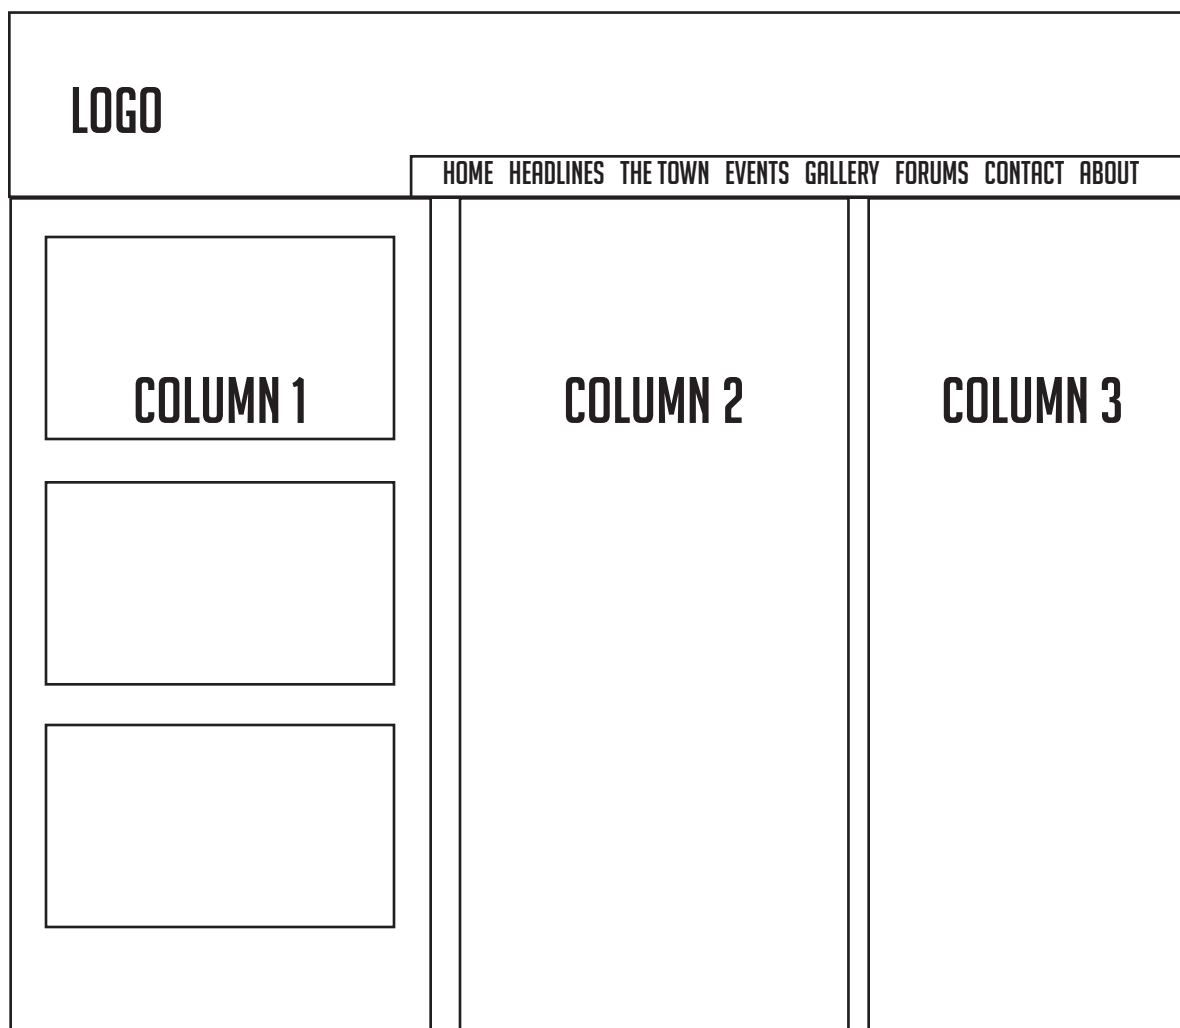 LOGO
HOME HEADLINES THE TOWN EVENTS GALLERY FORUMS CONTACT ABOUT
COLUMN 1
COLUMN 2
COLUMN 3